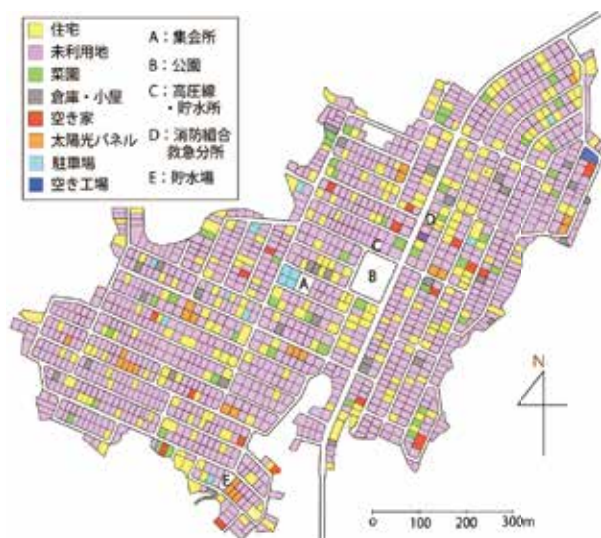 住宅
未利用地
菜園
倉庫・小屋
空き家
太陽光パネル
駐車場
空き工場
A：集会所
B：公園
C：高圧線
・貯水所
D：消防組合
救急分所
E：貯水場
D
C
B
A
N
E
0 100 200 300m